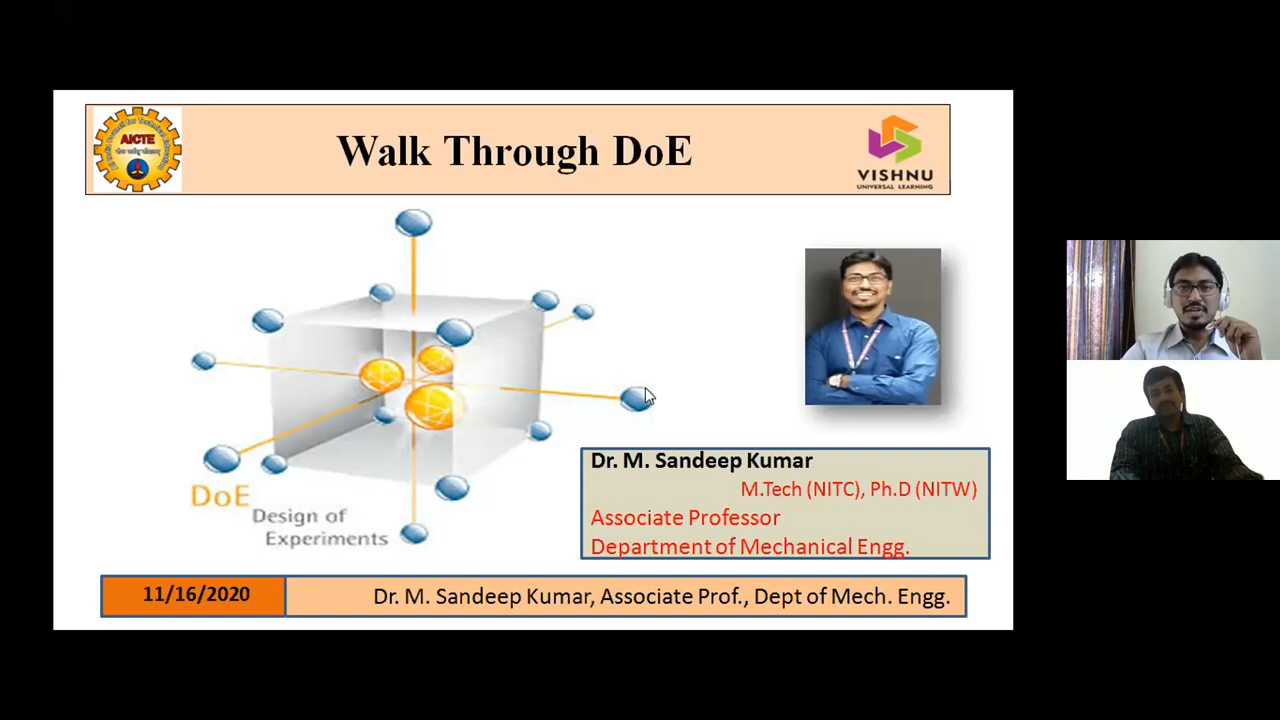 AICTE
Walk Through DoE
VISHNU
UNIVERSAL LEARNING
DoE
Design of
Experiments
Dr. M. Sandeep Kumar
M.Tech (NITC), Ph.D (NITW)
Associate Professor
Department of Mechanical Engg.
11/16/2020
Dr. M. Sandeep Kumar, Associate Prof., Dept of Mech. Engg.